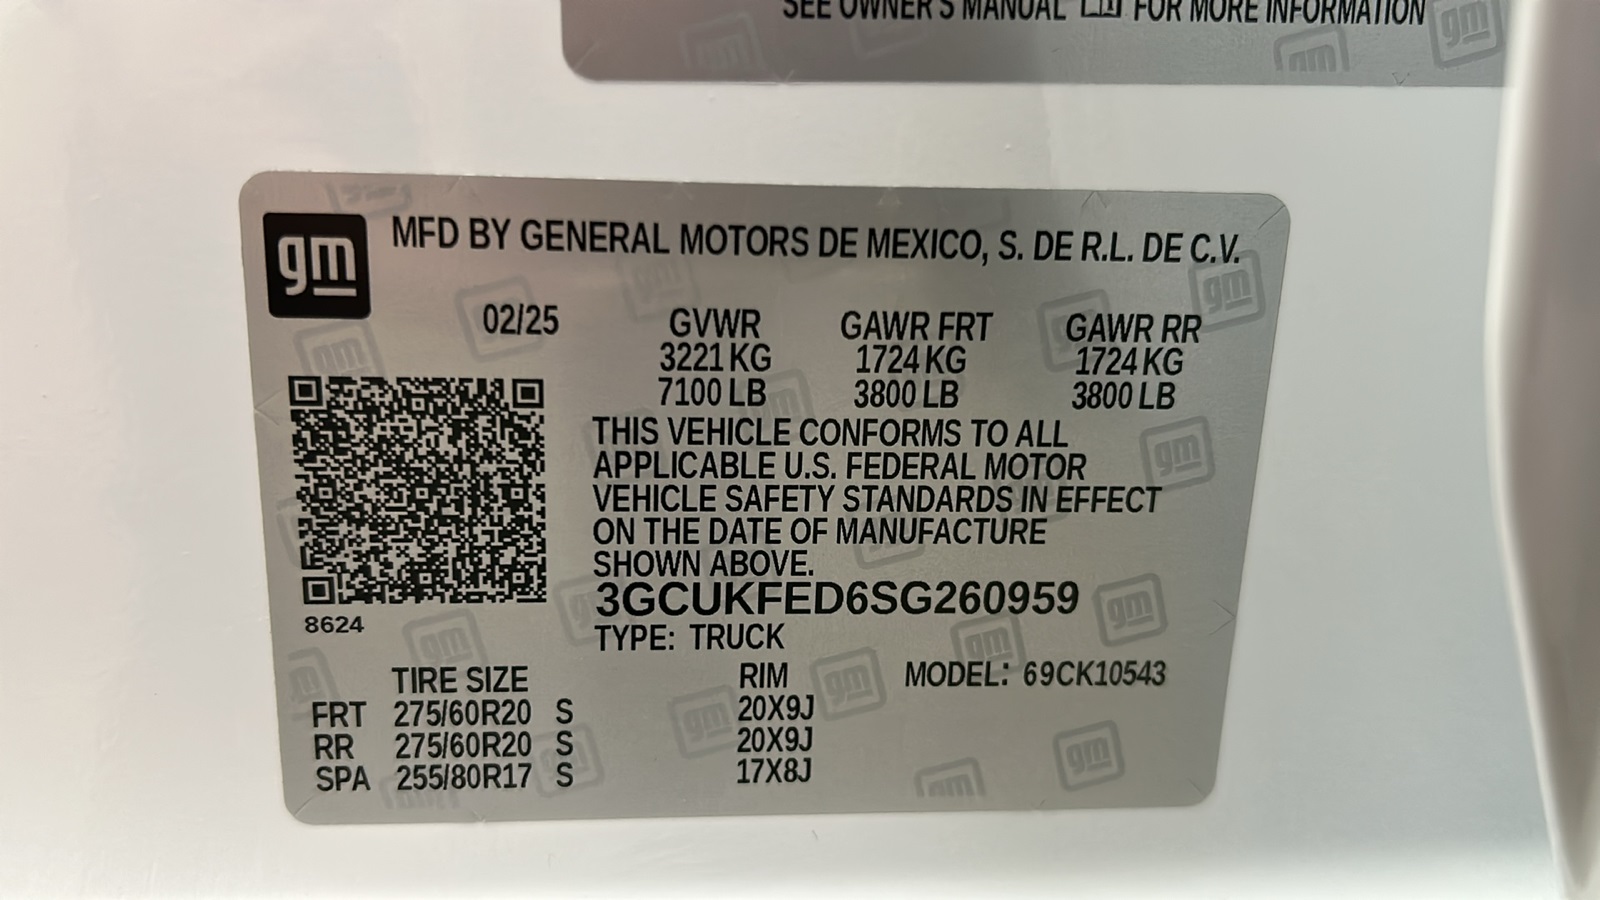 SEE OWNER'S MANUAL FOR MORE INFORMATION
gm MFD BY GENERAL MOTORS DE MEXICO, S. DE R.L. DE C.V.
02/25 GVWR GAWR FRT GAWR RR
3221 KG 1724 KG 1724 KG
7100 LB 3800 LB 3800 LB
THIS VEHICLE CONFORMS TO ALL
APPLICABLE U.S. FEDERAL MOTOR
VEHICLE SAFETY STANDARDS IN EFFECT
ON THE DATE OF MANUFACTURE
SHOWN ABOVE.
3GCUKFED6SG260959
8624
TYPE: TRUCK
TIRE SIZE RIM MODEL: 69CK10543
FRT 275/60R20 S 20X9J
RR 275/60R20 S 20X9J
SPA 255/80R17 S 17X8J